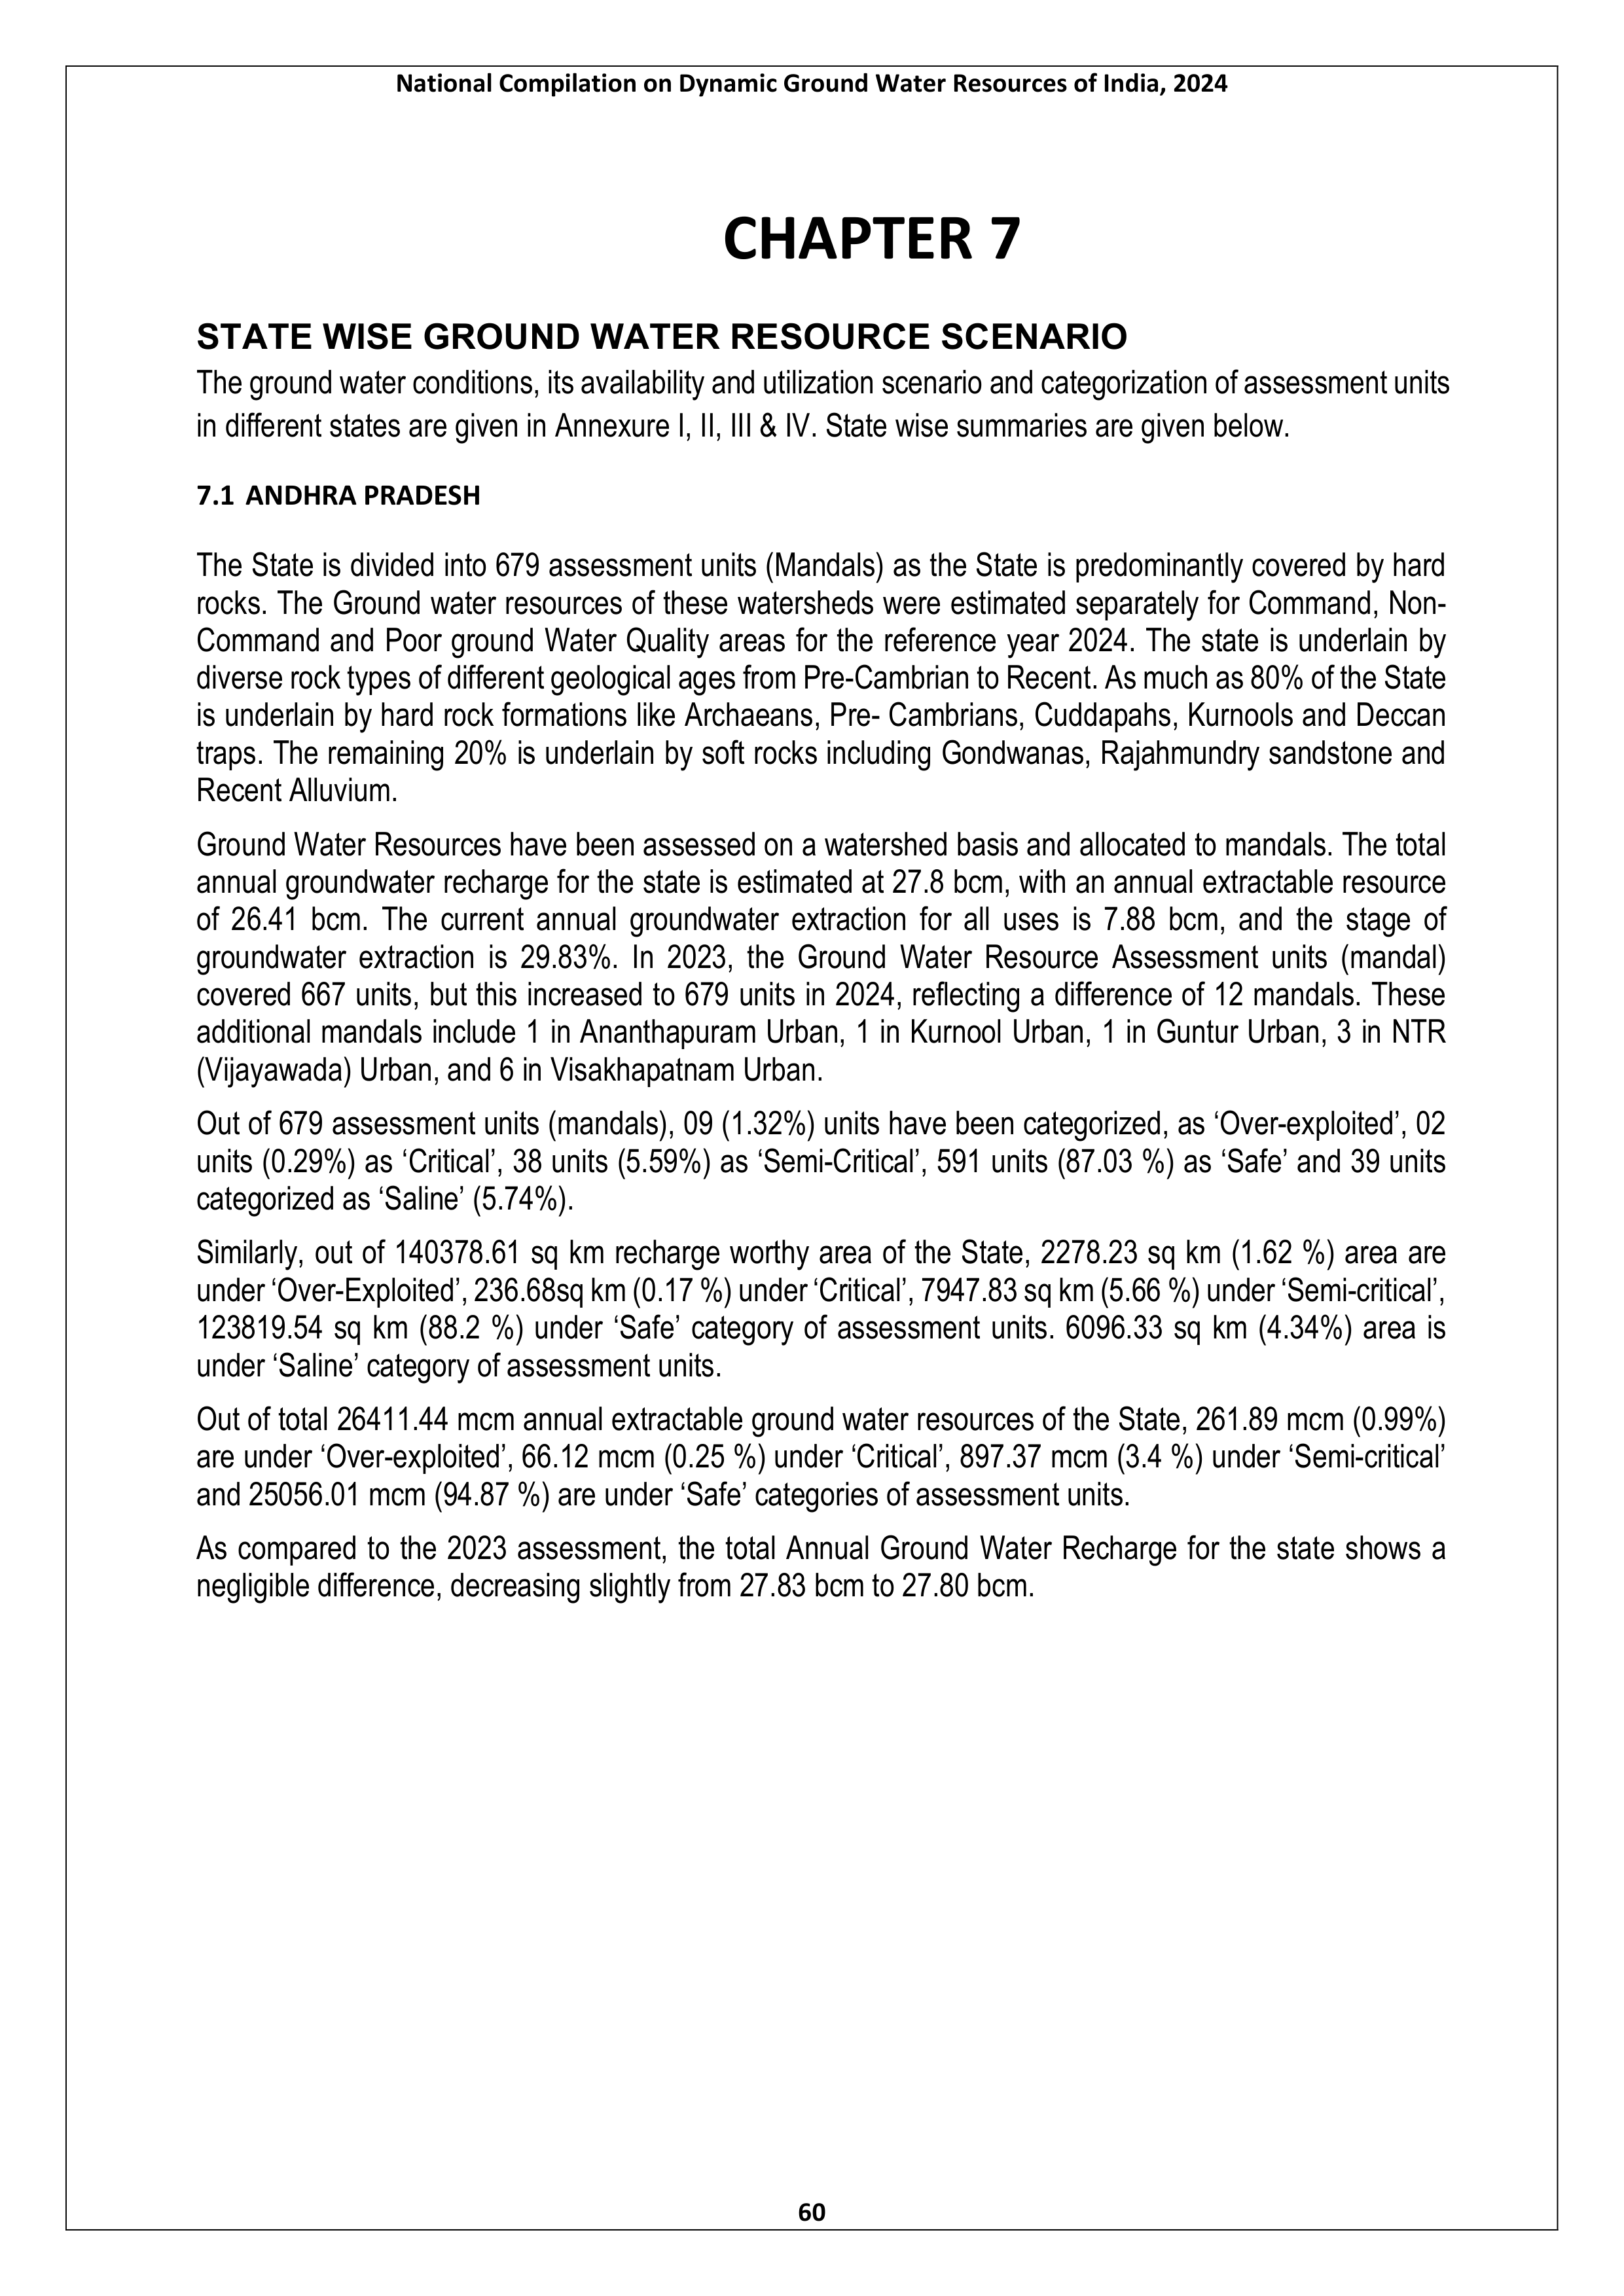 National Compilation on Dynamic Ground Water Resources of India, 2024
CHAPTER 7
STATE WISE GROUND WATER RESOURCE SCENARIO
The ground water conditions, its availability and utilization scenario and categorization of assessment units
in different states are given in Annexure I, II, III & IV. State wise summaries are given below.
7.1 ANDHRA PRADESH
The State is divided into 679 assessment units (Mandals) as the State is predominantly covered by hard
rocks. The Ground water resources of these watersheds were estimated separately for Command, Non-
Command and Poor ground Water Quality areas for the reference year 2024. The state is underlain by
diverse rock types of different geological ages from Pre-Cambrian to Recent. As much as 80% of the State
is underlain by hard rock formations like Archaeans, Pre- Cambrians, Cuddapahs, Kurnools and Deccan
traps. The remaining 20% is underlain by soft rocks including Gondwanas, Rajahmundry sandstone and
Recent Alluvium.
Ground Water Resources have been assessed on a watershed basis and allocated to mandals. The total
annual groundwater recharge for the state is estimated at 27.8 bcm, with an annual extractable resource
of 26.41 bcm. The current annual groundwater extraction for all uses is 7.88 bcm, and the stage of
groundwater extraction is 29.83%. In 2023, the Ground Water Resource Assessment units (mandal)
covered 667 units, but this increased to 679 units in 2024, reflecting a difference of 12 mandals. These
additional mandals include 1 in Ananthapuram Urban, 1 in Kurnool Urban, 1 in Guntur Urban, 3 in NTR
(Vijayawada) Urban, and 6 in Visakhapatnam Urban.
Out of 679 assessment units (mandals), 09 (1.32%) units have been categorized, as ‘Over-exploited’, 02
units (0.29%) as ‘Critical’, 38 units (5.59%) as ‘Semi-Critical’, 591 units (87.03 %) as ‘Safe’ and 39 units
categorized as ‘Saline’ (5.74%).
Similarly, out of 140378.61 sq km recharge worthy area of the State, 2278.23 sq km (1.62 %) area are
under ‘Over-Exploited’, 236.68sq km (0.17 %) under ‘Critical’, 7947.83 sq km (5.66 %) under ‘Semi-critical’,
123819.54 sq km (88.2 %) under ‘Safe’ category of assessment units. 6096.33 sq km (4.34%) area is
under ‘Saline’ category of assessment units.
Out of total 26411.44 mcm annual extractable ground water resources of the State, 261.89 mcm (0.99%)
are under ‘Over-exploited’, 66.12 mcm (0.25 %) under ‘Critical’, 897.37 mcm (3.4 %) under ‘Semi-critical’
and 25056.01 mcm (94.87 %) are under ‘Safe’ categories of assessment units.
As compared to the 2023 assessment, the total Annual Ground Water Recharge for the state shows a
negligible difference, decreasing slightly from 27.83 bcm to 27.80 bcm.
60